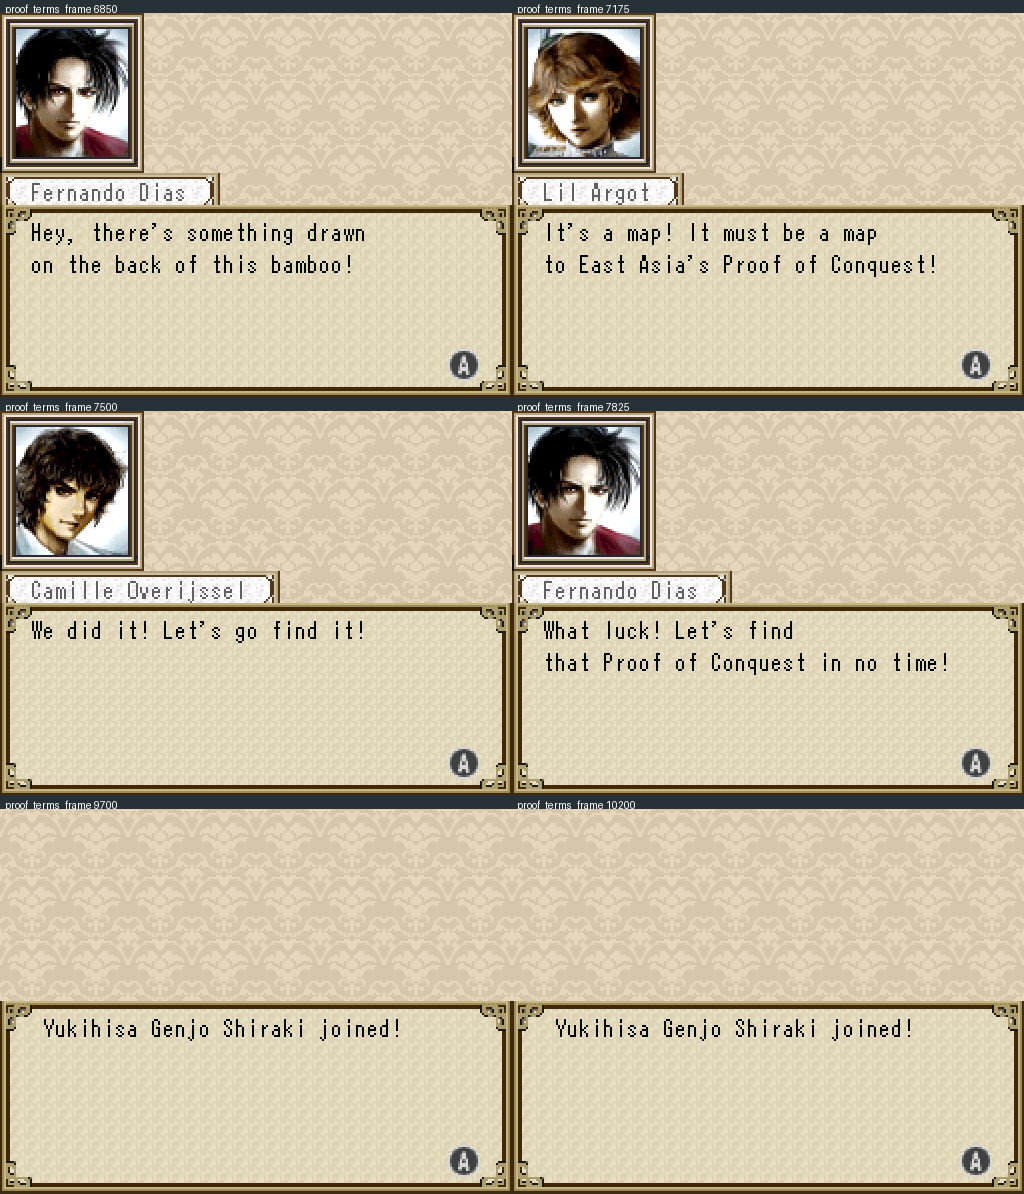 proof_terms_frame 6850
Fernando Dias
Hey, there's something drawn
on the back of this bamboo!
A
proof_terms_frame 7175
Lil Argot
It's a map! It must be a map
to East Asia's Proof of Conquest!
A
proof_terms_frame 7500
Camille Overijssel
We did it! Let's go find it!
A
proof_terms_frame 7825
Fernando Dias
What luck! Let's find
that Proof of Conquest in no time!
A
proof_terms_frame 9700
Yukihisa Genjo Shiraki joined!
A
proof_terms_frame 10200
Yukihisa Genjo Shiraki joined!
A